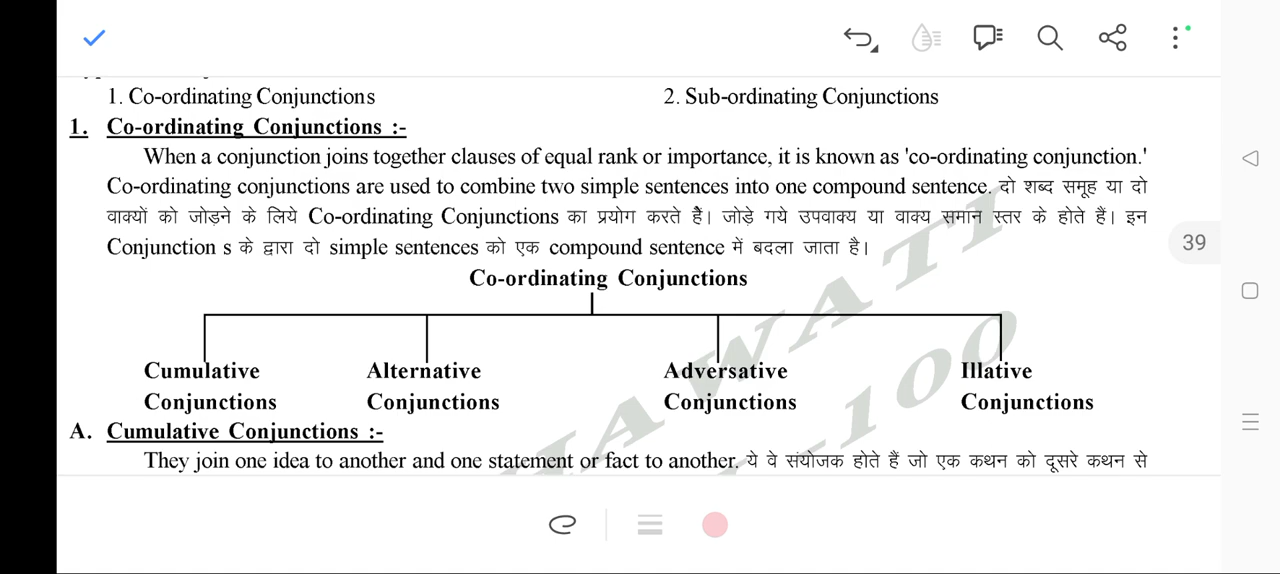 1. Co-ordinating Conjunctions 2. Sub-ordinating Conjunctions
1. Co-ordinating Conjunctions :-
When a conjunction joins together clauses of equal rank or importance, it is known as 'co-ordinating conjunction.'
Co-ordinating conjunctions are used to combine two simple sentences into one compound sentence. दो शब्द समूह या दो
वाक्यों को जोड़ने के लिये Co-ordinating Conjunctions का प्रयोग करते हैं। जोड़े गये उपवाक्य या वाक्य समान स्तर के होते हैं। इन
Conjunction s के द्वारा दो simple sentences को एक compound sentence में बदला जाता है।
39
Co-ordinating Conjunctions
Cumulative Conjunctions
Alternative Conjunctions
Adversative Conjunctions
Illative Conjunctions
A. Cumulative Conjunctions :-
They join one idea to another and one statement or fact to another. ये वे संयोजक होते हैं जो एक कथन को दूसरे कथन से